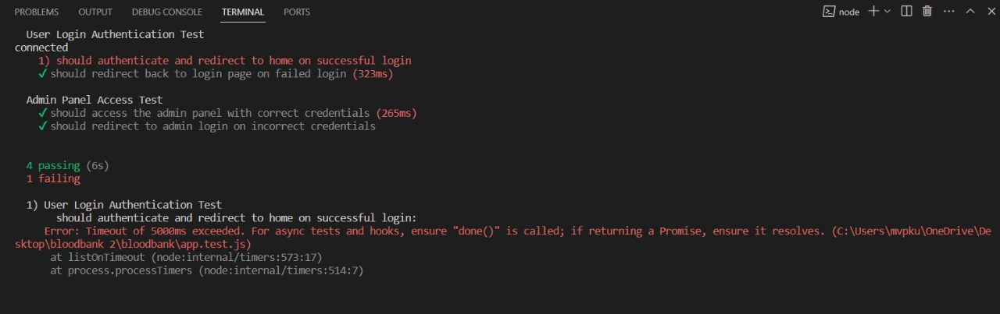 PROBLEMS OUTPUT DEBUG CONSOLE TERMINAL PORTS node
User Login Authentication Test
connected
1) should authenticate and redirect to home on successful login
✓ should redirect back to login page on failed login (323ms)
Admin Panel Access Test
✓ should access the admin panel with correct credentials (265ms)
✓ should redirect to admin login on incorrect credentials
4 passing (6s)
1 failing
1) User Login Authentication Test
should authenticate and redirect to home on successful login:
Error: Timeout of 5000ms exceeded. For async tests and hooks, ensure "done()" is called; if returning a Promise, ensure it resolves. (C:\Users\mvpku\OneDrive\De
sktop\bloodbank 2\bloodbank\app.test.js)
at listOnTimeout (node:internal/timers:573:17)
at process.processTimers (node:internal/timers:514:7)